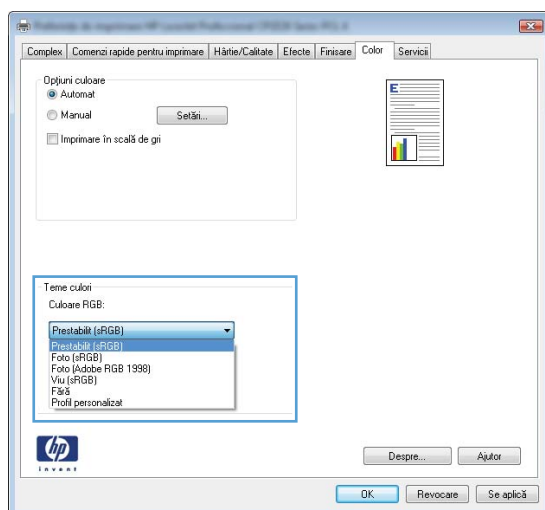 Complex Comenzi rapide pentru imprimare Hârtie/Calitate Efecte Finisare Color Servicii
Opţiuni culoare
Automat
Manual Setări...
Imprimare în scală de gri
E
Teme culori
Culoare RGB:
Prestabilit (sRGB)
Prestabilit (sRGB)
Foto (sRGB)
Foto (Adobe RGB 1998)
Viu (sRGB)
Fără
Profil personalizat
hp
invent
Despre... Ajutor
OK Revocare Se aplică